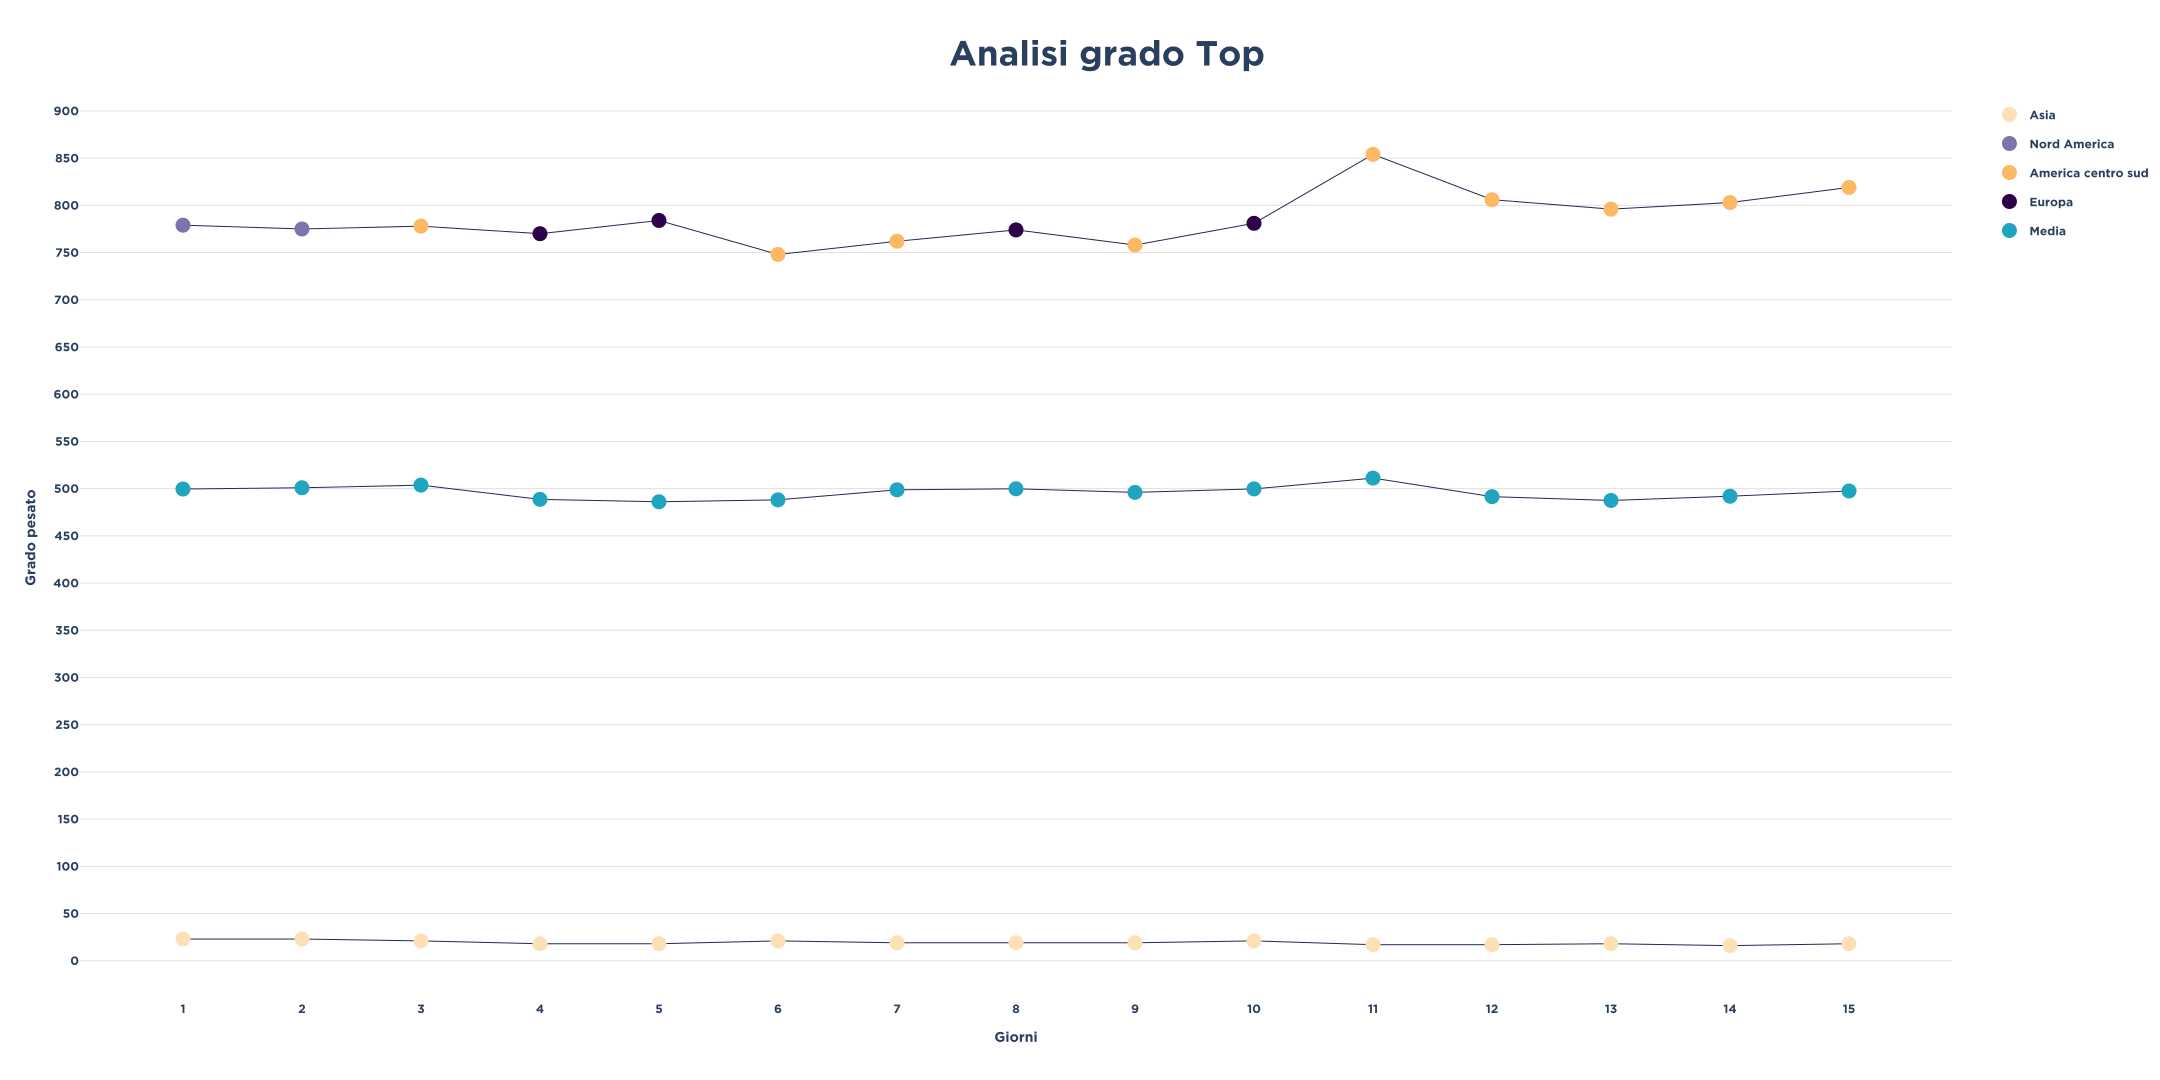 Analisi grado Top
900
850
800
750
700
650
600
550
500
450
400
350
300
250
200
150
100
50
0
Grado pesato
1 2 3 4 5 6 7 8 9 10 11 12 13 14 15
Giorni
Asia
Nord America
America centro sud
Europa
Media